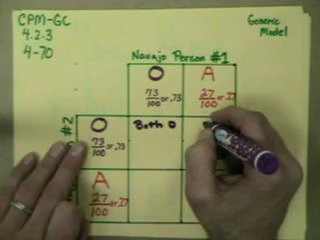 CPM-GC
4.2.3
4-70
Generic
Model
Navajo Person #1
O
A
73
100
or .73
27
100
or .27
#2
O
73
100
or .73
Both O
A
27
100
or .27